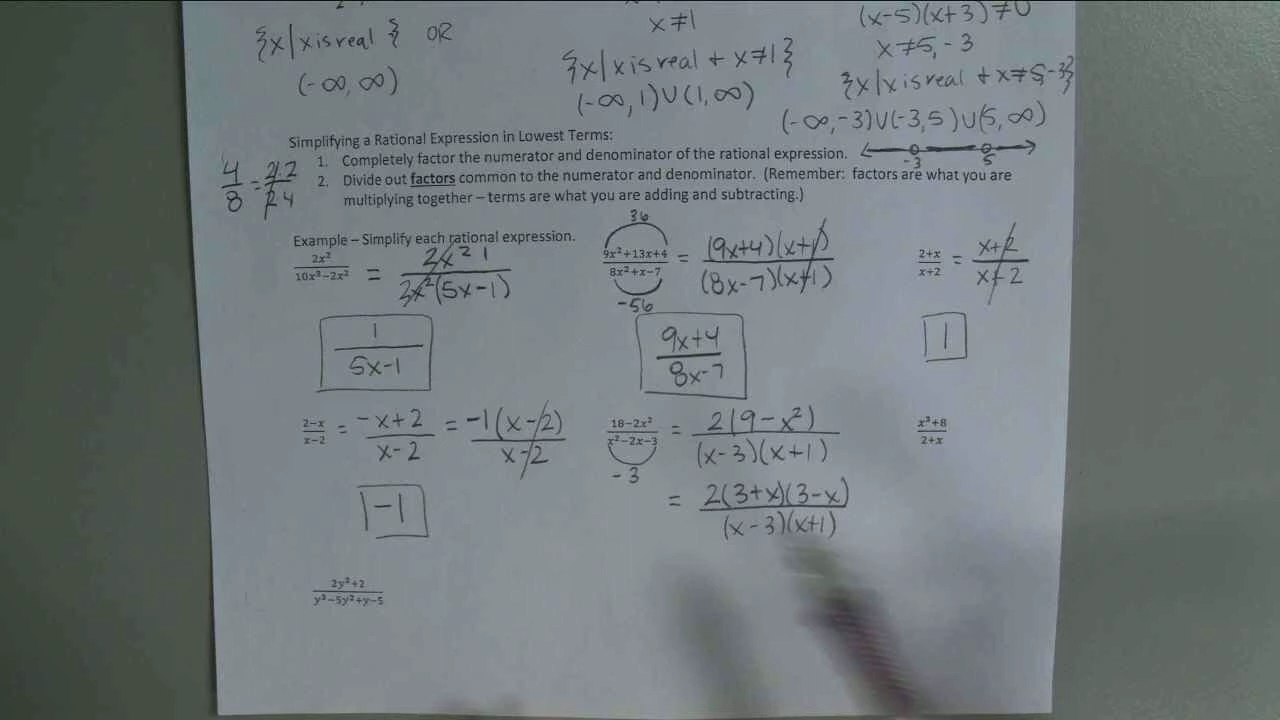 {x|x is real} OR
(-∞, ∞)
x≠1
{x|x is real + x≠1}
(-∞, 1)∪(1, ∞)
(x-5)(x+3)≠0
x≠5, -3
{x|x is real + x≠5,-3}
(-∞,-3)∪(-3,5)∪(5, ∞)
-3 5
Simplifying a Rational Expression in Lowest Terms:
4/8 = 4·2/2·4
1. Completely factor the numerator and denominator of the rational expression.
2. Divide out factors common to the numerator and denominator. (Remember: factors are what you are
multiplying together – terms are what you are adding and subtracting.)
Example – Simplify each rational expression.
2x²/10x³−2x² = 2x² 1/2x²(5x-1)
1/5x-1
36
9x²+13x+4/8x²+x−7 = (9x+4)(x+1)/(8x-7)(x+1)
-56
9x+4/8x-7
2+x/x+2 = x+2/x+2
1
2−x/x−2 = -x+2/x-2 = -1(x-2)/x-2
-1
18−2x²/x²−2x−3 = 2(9-x²)/(x-3)(x+1)
-3
= 2(3+x)(3-x)/(x-3)(x+1)
x³+8/2+x
2y²+2/y³−5y²+y−5